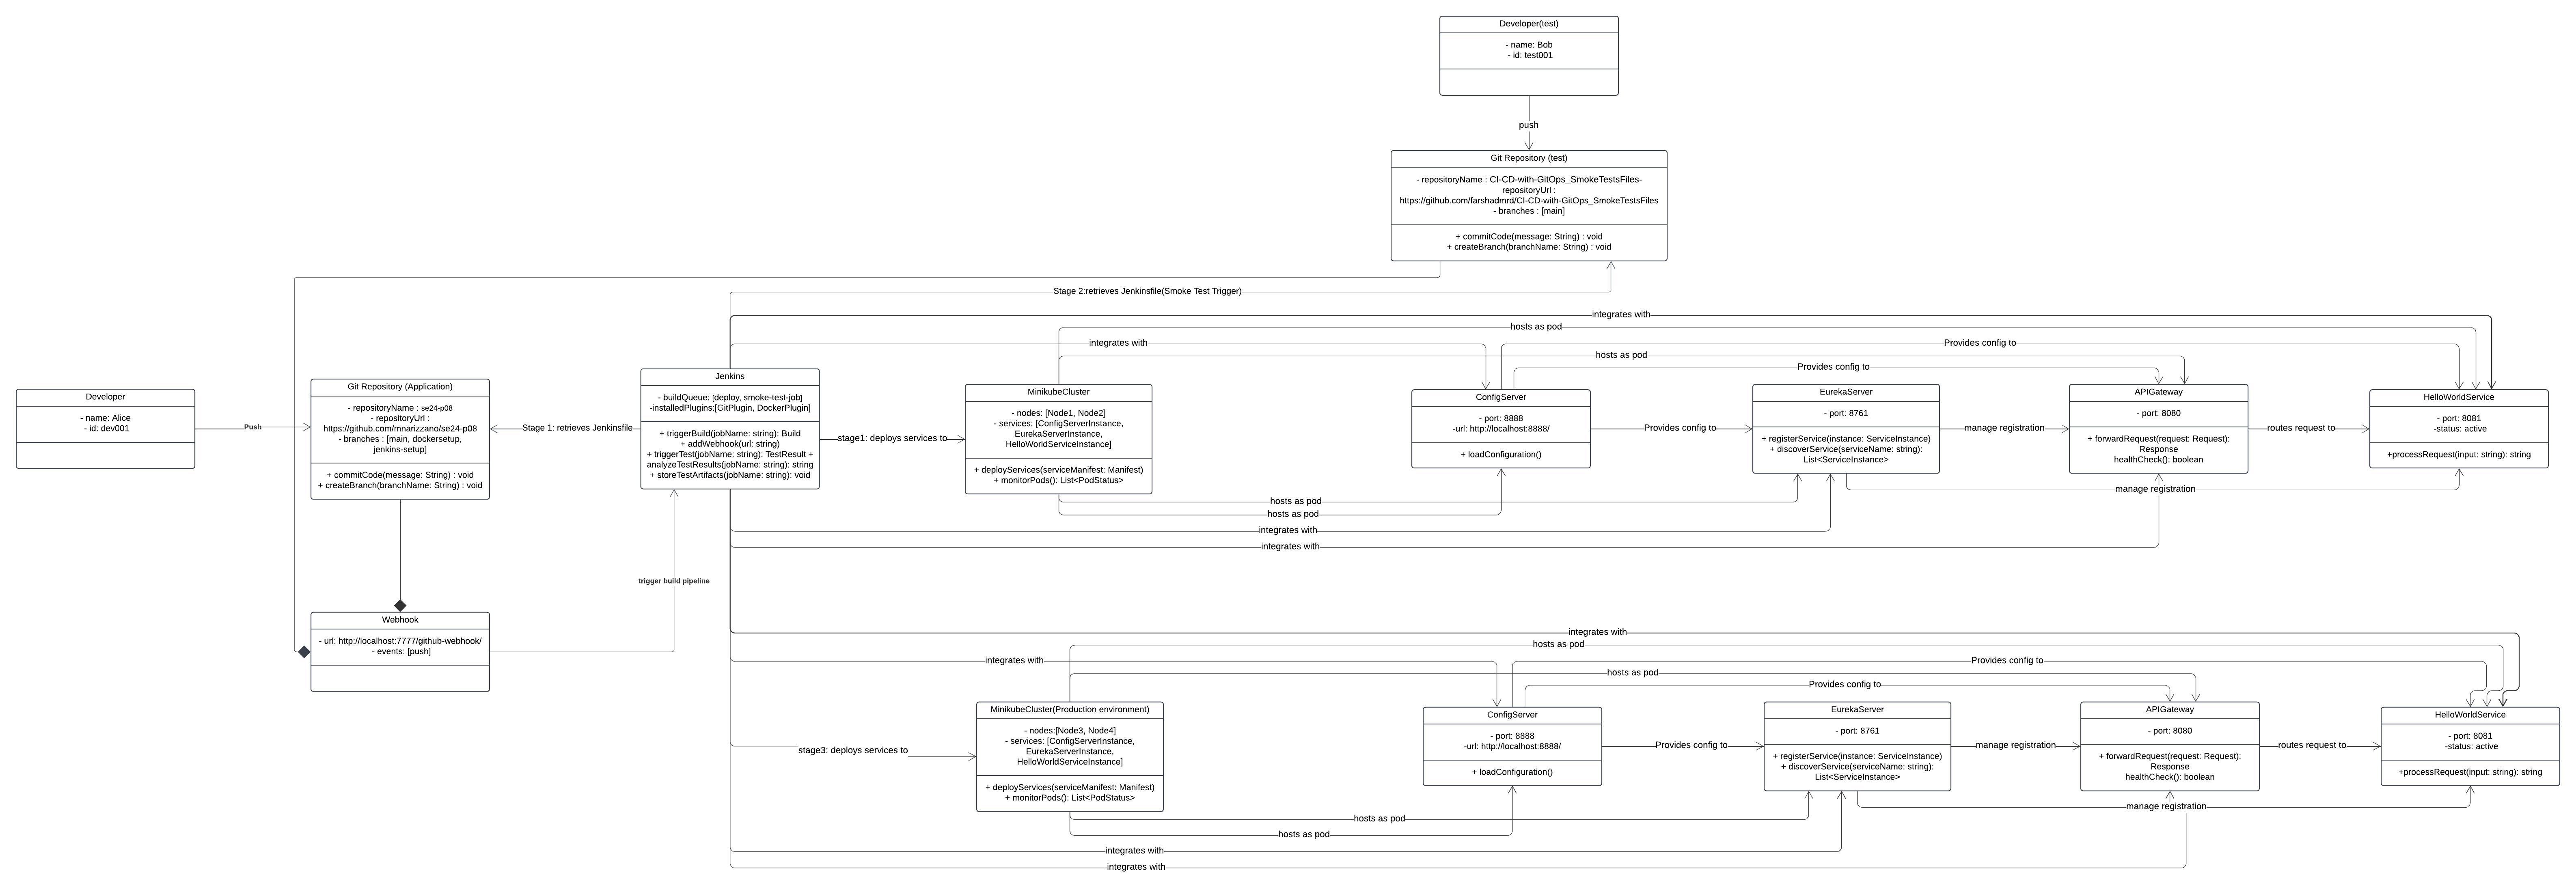 Developer(test)
- name: Bob
- id: test001
push
Git Repository (test)
- repositoryName : CI-CD-with-GitOps_SmokeTestsFiles-
repositoryUrl :
https://github.com/farshadmrd/CI-CD-with-GitOps_SmokeTestsFiles
- branches : [main]
+ commitCode(message: String) : void
+ createBranch(branchName: String) : void
Stage 2:retrieves Jenkinsfile(Smoke Test Trigger)
integrates with
hosts as pod
integrates with
Provides config to
hosts as pod
Provides config to
Developer
- name: Alice
- id: dev001
Push
Git Repository (Application)
- repositoryName : se24-p08
- repositoryUrl :
https://github.com/mnarizzano/se24-p08
- branches : [main, dockersetup,
jenkins-setup]
+ commitCode(message: String) : void
+ createBranch(branchName: String) : void
Stage 1: retrieves Jenkinsfile
Jenkins
- buildQueue: [deploy, smoke-test-job]
-installedPlugins:[GitPlugin, DockerPlugin]
+ triggerBuild(jobName: string): Build
+ addWebhook(url: string)
+ triggerTest(jobName: string): TestResult +
analyzeTestResults(jobName: string): string
+ storeTestArtifacts(jobName: string): void
stage1: deploys services to
MinikubeCluster
- nodes: [Node1, Node2]
- services: [ConfigServerInstance,
EurekaServerInstance,
HelloWorldServiceInstance]
+ deployServices(serviceManifest: Manifest)
+ monitorPods(): List<PodStatus>
ConfigServer
- port: 8888
-url: http://localhost:8888/
+ loadConfiguration()
Provides config to
EurekaServer
- port: 8761
+ registerService(instance: ServiceInstance)
+ discoverService(serviceName: string):
List<ServiceInstance>
manage registration
APIGateway
- port: 8080
+ forwardRequest(request: Request):
Response
healthCheck(): boolean
routes request to
HelloWorldService
- port: 8081
-status: active
+processRequest(input: string): string
manage registration
hosts as pod
hosts as pod
integrates with
integrates with
trigger build pipeline
Webhook
- url: http://localhost:7777/github-webhook/
- events: [push]
integrates with
hosts as pod
integrates with
Provides config to
hosts as pod
Provides config to
stage3: deploys services to
MinikubeCluster(Production environment)
- nodes:[Node3, Node4]
- services: [ConfigServerInstance,
EurekaServerInstance,
HelloWorldServiceInstance]
+ deployServices(serviceManifest: Manifest)
+ monitorPods(): List<PodStatus>
ConfigServer
- port: 8888
-url: http://localhost:8888/
+ loadConfiguration()
Provides config to
EurekaServer
- port: 8761
+ registerService(instance: ServiceInstance)
+ discoverService(serviceName: string):
List<ServiceInstance>
manage registration
APIGateway
- port: 8080
+ forwardRequest(request: Request):
Response
healthCheck(): boolean
routes request to
HelloWorldService
- port: 8081
-status: active
+processRequest(input: string): string
manage registration
hosts as pod
hosts as pod
integrates with
integrates with